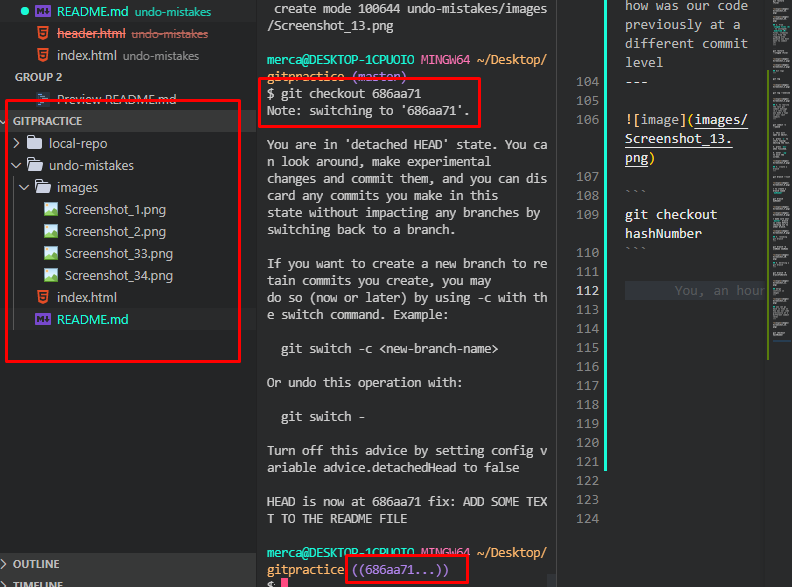 README.md undo-mistakes
header.html undo-mistakes
index.html undo-mistakes
GROUP 2
Preview README.md
GITPRACTICE
local-repo
undo-mistakes
images
Screenshot_1.png
Screenshot_2.png
Screenshot_33.png
Screenshot_34.png
index.html
README.md
OUTLINE
TIMELINE
create mode 100644 undo-mistakes/images
/Screenshot_13.png
merca@DESKTOP-1CPUOIO MINGW64 ~/Desktop/
gitpractice (master)
$ git checkout 686aa71
Note: switching to '686aa71'.
You are in 'detached HEAD' state. You ca
n look around, make experimental
changes and commit them, and you can dis
card any commits you make in this
state without impacting any branches by
switching back to a branch.
If you want to create a new branch to re
tain commits you create, you may
do so (now or later) by using -c with th
e switch command. Example:
git switch -c <new-branch-name>
Or undo this operation with:
git switch -
Turn off this advice by setting config v
ariable advice.detachedHead to false
HEAD is now at 686aa71 fix: ADD SOME TEX
T TO THE README FILE
merca@DESKTOP-1CPUOIO MINGW64 ~/Desktop/
gitpractice ((686aa71...))
$
how was our code
previously at a
different commit
level
104 ---
105
106 ![image](images/
Screenshot_13.
png)
107
108 ```
109 git checkout
hashNumber
110 ```
111
112 You, an hour
113
114
115
116
117
118
119
120
121
122
123
124